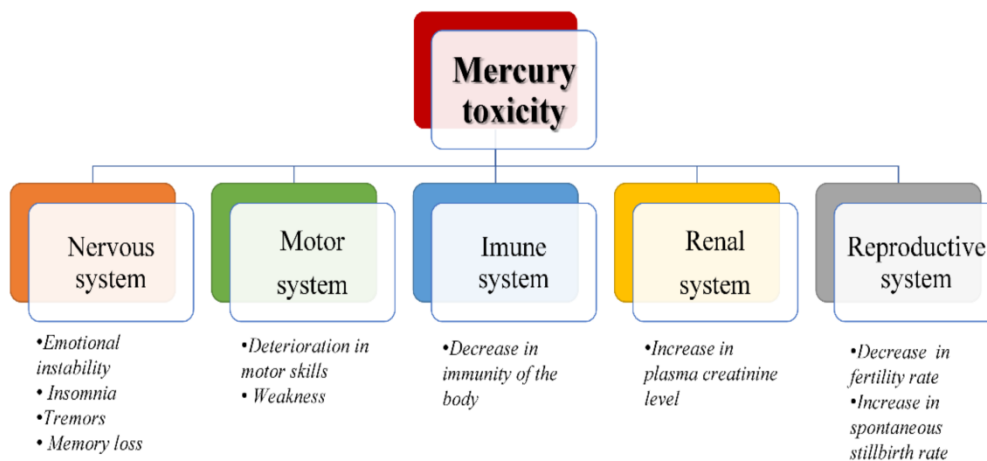 Mercury
toxicity
Nervous
system
•Emotional
instability
• Insomnia
•Tremors
• Memory loss
Motor
system
•Deterioration in
motor skills
• Weakness
Imune
system
•Decrease in
immunity of the
body
Renal
system
•Increase in
plasma creatinine
level
Reproductive
system
•Decrease in
fertility rate
•Increase in
spontaneous
stillbirth rate